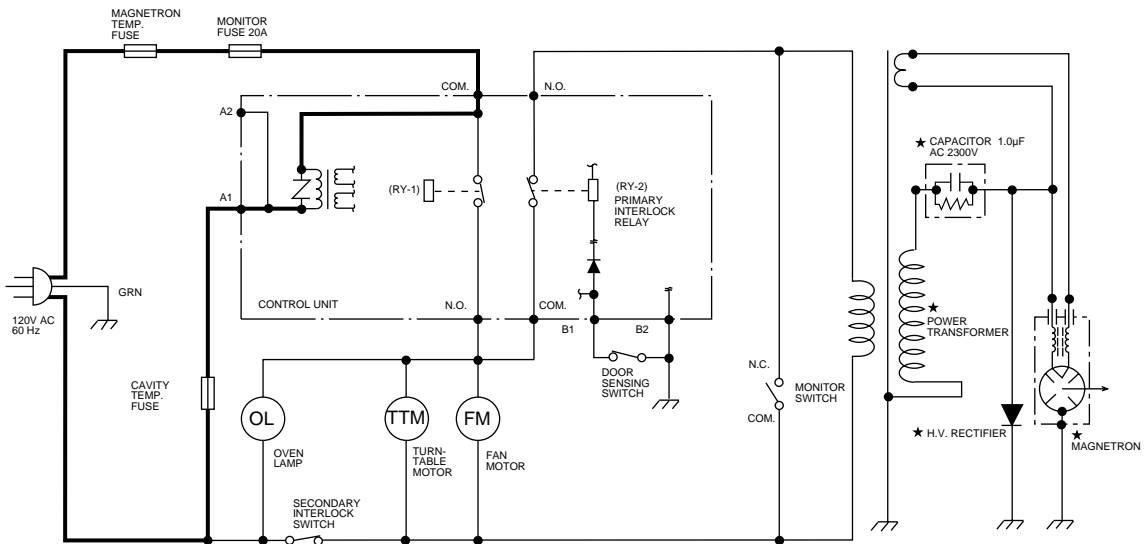 MAGNETRON
TEMP.
FUSE
MONITOR
FUSE 20A
COM.
N.O.
A2
A1
(RY-1)
(RY-2)
PRIMARY
INTERLOCK
RELAY
★ CAPACITOR 1.0µF
AC 2300V
GRN
120V AC
60 Hz
CONTROL UNIT
N.O.
COM.
B1
B2
★
POWER
TRANSFORMER
CAVITY
TEMP.
FUSE
DOOR
SENSING
SWITCH
N.C.
MONITOR
SWITCH
COM.
OL
TTM
FM
OVEN
LAMP
TURN-
TABLE
MOTOR
FAN
MOTOR
★ H.V. RECTIFIER
★
MAGNETRON
SECONDARY
INTERLOCK
SWITCH